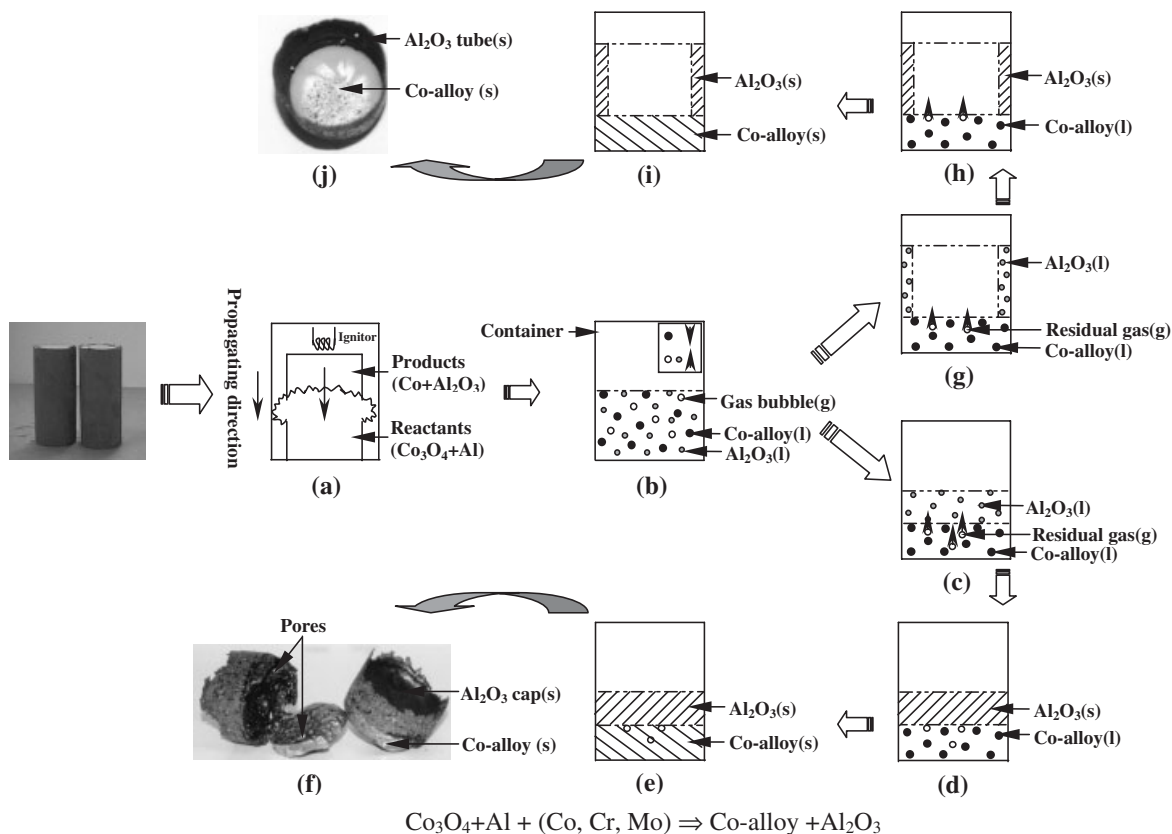 Al₂O₃ tube(s)
Co-alloy (s)
(j)
Al₂O₃(s)
Co-alloy(s)
(i)
Al₂O₃(s)
Co-alloy(l)
(h)
Propagating direction
Ignitor
Products
(Co+Al₂O₃)
Reactants
(Co₃O₄+Al)
(a)
Container
Gas bubble(g)
Co-alloy(l)
Al₂O₃(l)
(b)
Al₂O₃(l)
Residual gas(g)
Co-alloy(l)
(g)
Al₂O₃(l)
Residual gas(g)
Co-alloy(l)
(c)
Pores
Al₂O₃ cap(s)
Co-alloy (s)
(f)
Al₂O₃(s)
Co-alloy(s)
(e)
Al₂O₃(s)
Co-alloy(l)
(d)
Co₃O₄+Al + (Co, Cr, Mo) ⇒ Co-alloy +Al₂O₃